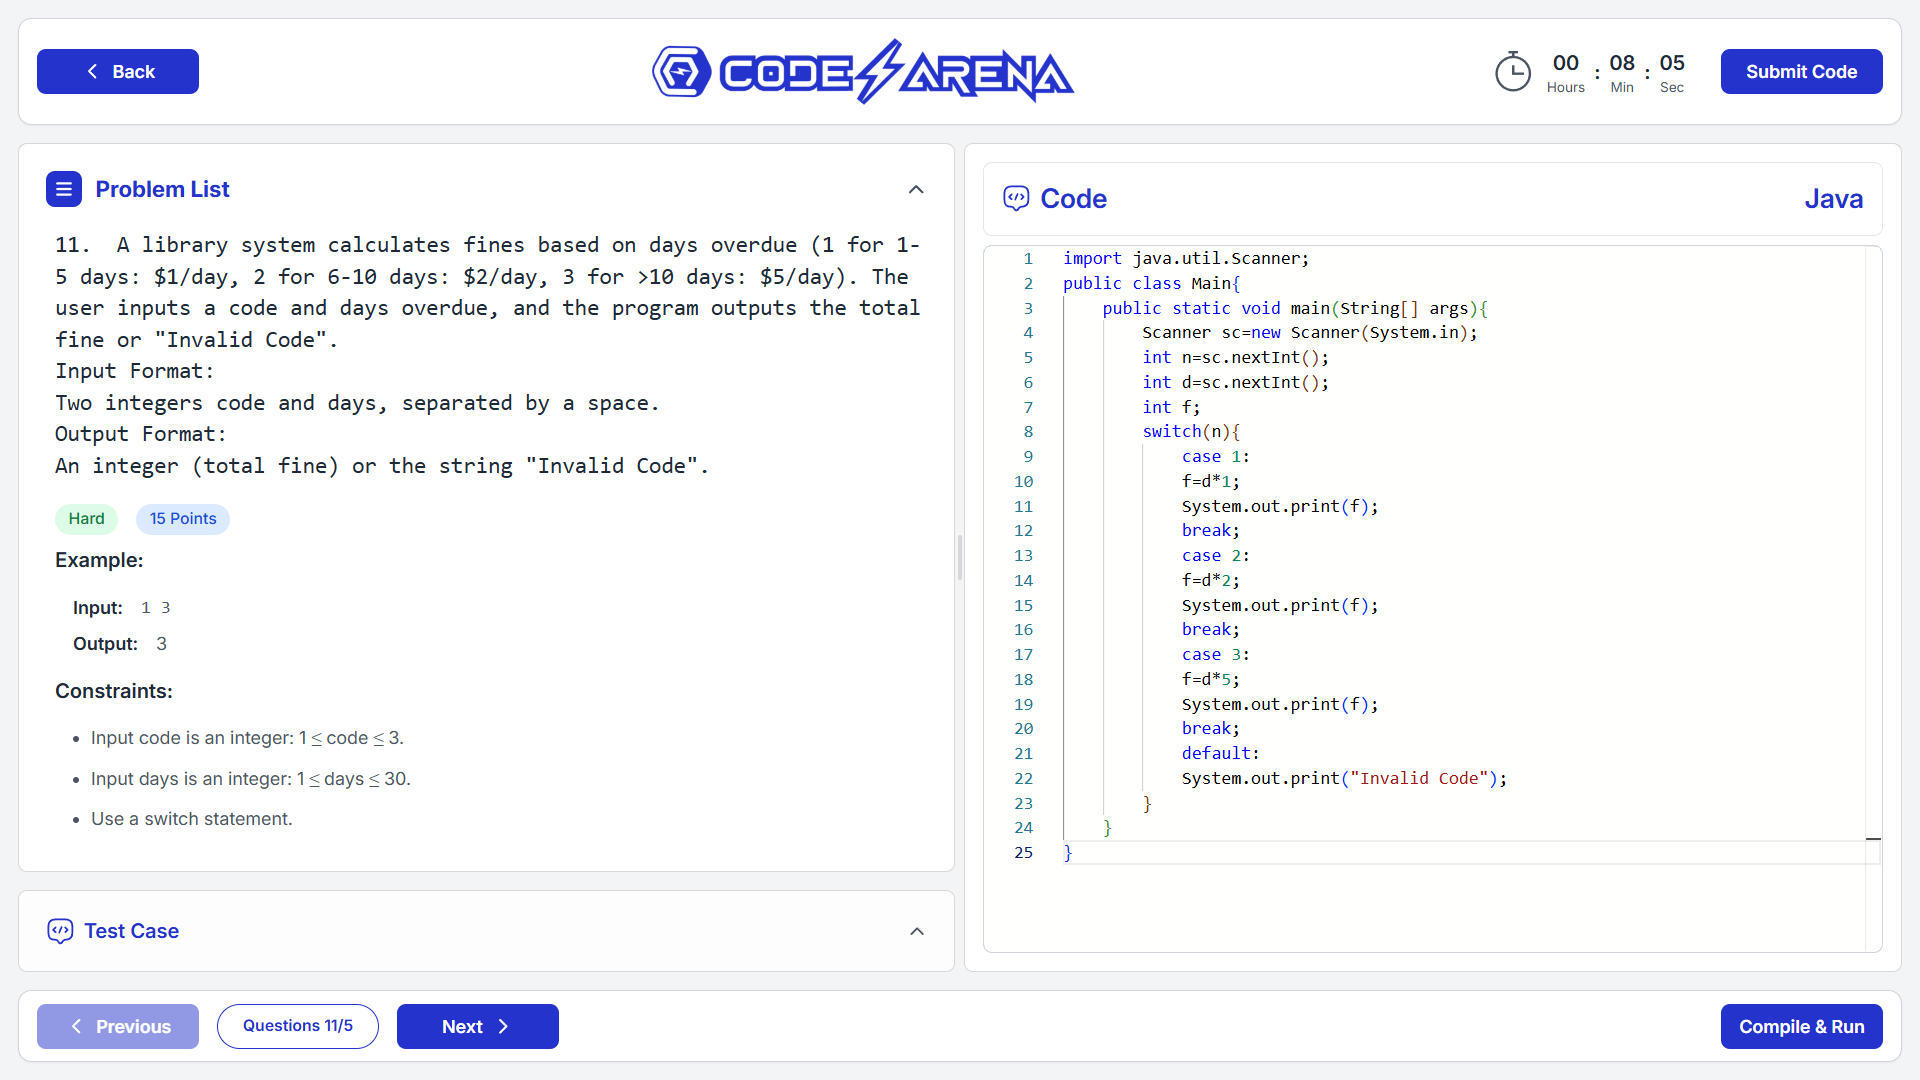 Back
CODE ARENA
00 : 08 : 05
Hours Min Sec
Submit Code
Problem List
11.  A library system calculates fines based on days overdue (1 for 1-
5 days: $1/day, 2 for 6-10 days: $2/day, 3 for >10 days: $5/day). The
user inputs a code and days overdue, and the program outputs the total
fine or "Invalid Code".
Input Format:
Two integers code and days, separated by a space.
Output Format:
An integer (total fine) or the string "Invalid Code".
Hard 15 Points
Example:
Input: 1 3
Output: 3
Constraints:
• Input code is an integer: 1 ≤ code ≤ 3.
• Input days is an integer: 1 ≤ days ≤ 30.
• Use a switch statement.
Test Case
Code
Java
1 import java.util.Scanner;
2 public class Main{
3     public static void main(String[] args){
4         Scanner sc=new Scanner(System.in);
5         int n=sc.nextInt();
6         int d=sc.nextInt();
7         int f;
8         switch(n){
9             case 1:
10             f=d*1;
11             System.out.print(f);
12             break;
13             case 2:
14             f=d*2;
15             System.out.print(f);
16             break;
17             case 3:
18             f=d*5;
19             System.out.print(f);
20             break;
21             default:
22             System.out.print("Invalid Code");
23         }
24     }
25 }
Previous
Questions 11/5
Next
Compile & Run